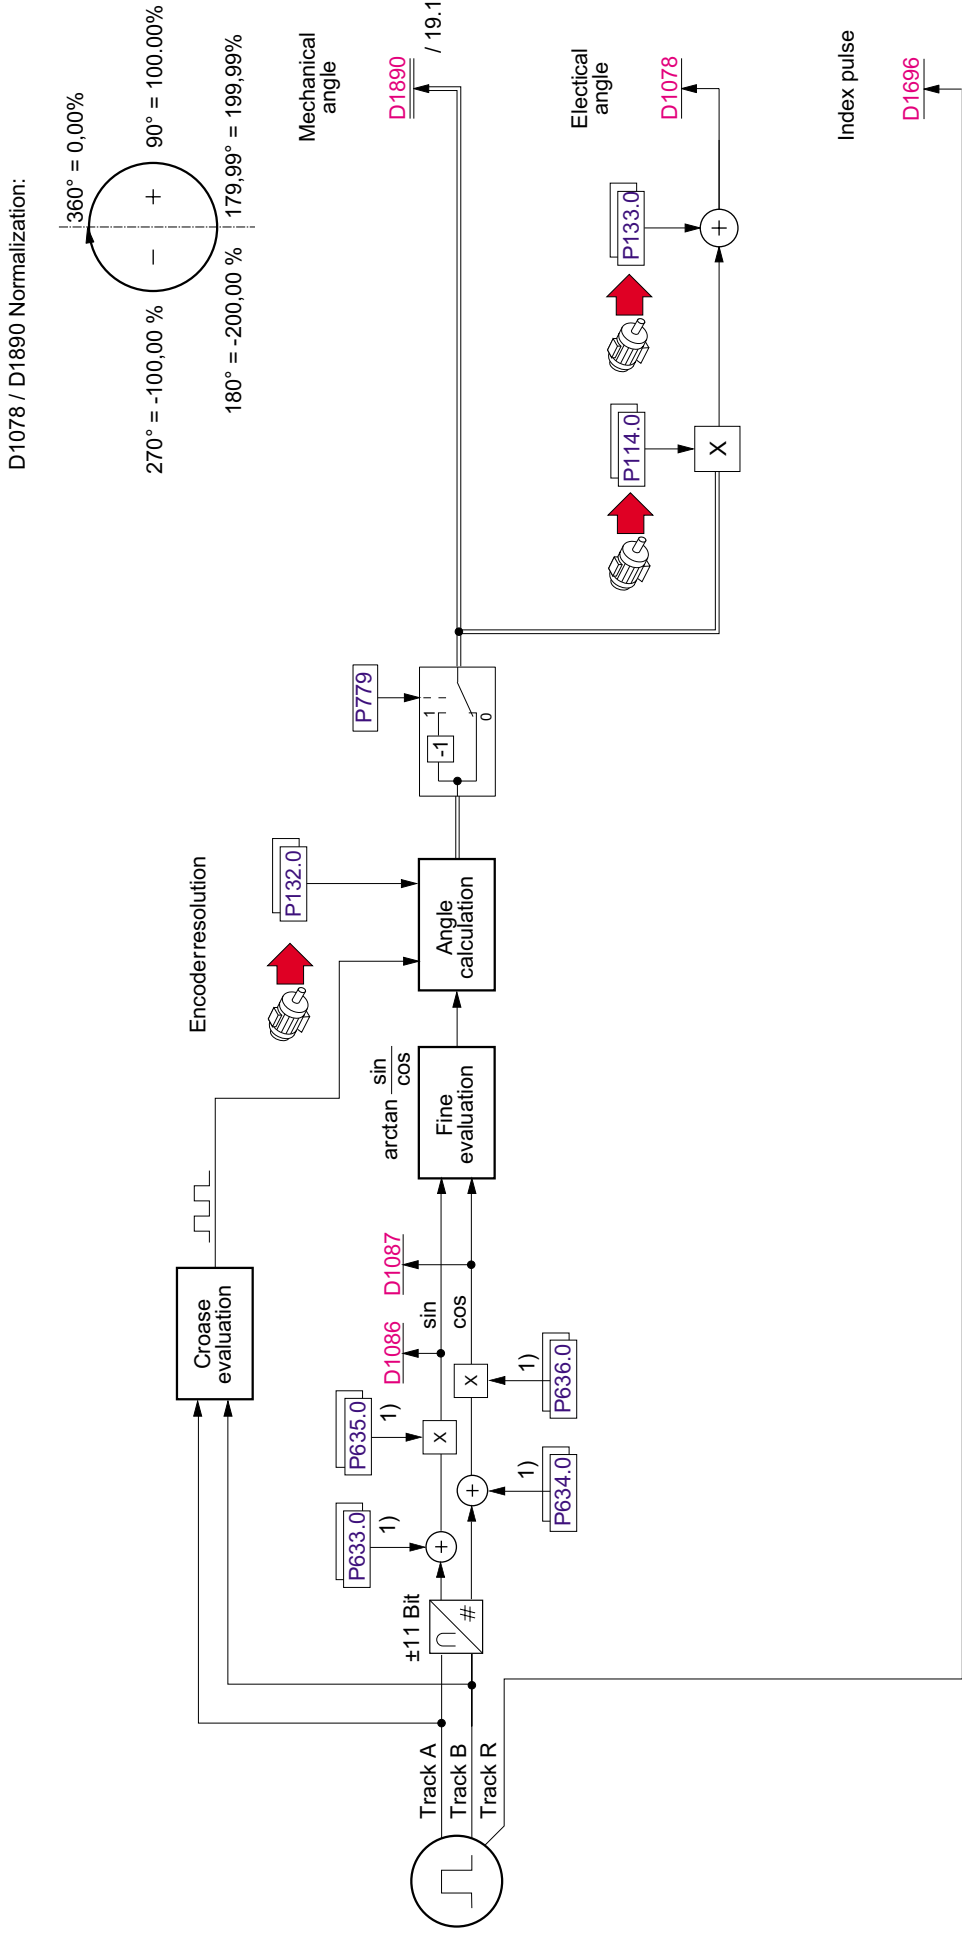 D1078 / D1890 Normalization:
360° = 0,00%
270° = -100,00 %
−
+
90° = 100.00%
180° = -200,00 %
179,99° = 199,99%
Mechanical
angle
D1890
/ 19.1
Electical
angle
D1078
Index pulse
D1696
P133.0
+
P114.0
X
P779
1
-1
0
Encoderresolution
P132.0
Angle
calculation
arctan
sin
cos
Fine
evaluation
Croase
evaluation
D1087
D1086
sin
cos
P635.0
1)
x
P636.0
1)
x
P633.0
1)
+
P634.0
1)
+
±11 Bit
#
Track A
Track B
Track R